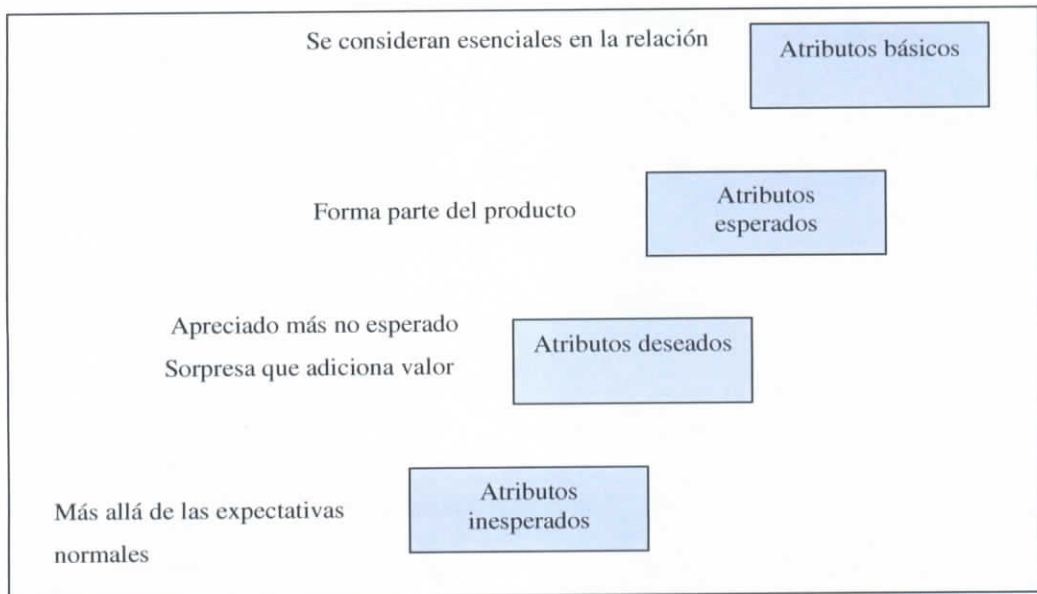 Se consideran esenciales en la relación
Atributos básicos
Forma parte del producto
Atributos
esperados
Apreciado más no esperado
Sorpresa que adiciona valor
Atributos deseados
Más allá de las expectativas
normales
Atributos
inesperados